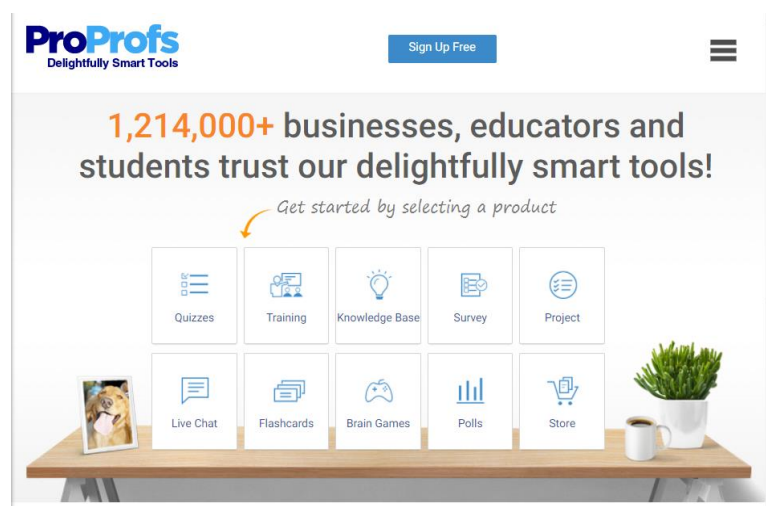 ProProfs
Delightfully Smart Tools
Sign Up Free
1,214,000+ businesses, educators and
students trust our delightfully smart tools!
Get started by selecting a product
Quizzes
Training
Knowledge Base
Survey
Project
Live Chat
Flashcards
Brain Games
Polls
Store